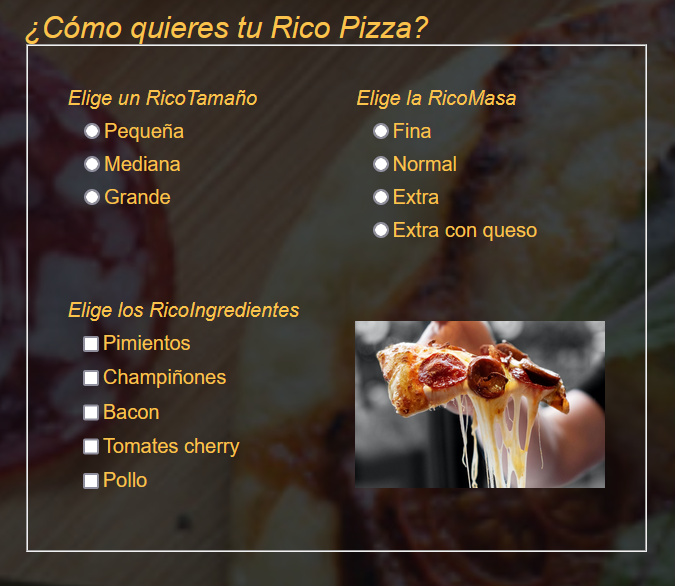 ¿Cómo quieres tu Rico Pizza?
Elige un RicoTamaño
Pequeña
Mediana
Grande
Elige la RicoMasa
Fina
Normal
Extra
Extra con queso
Elige los RicoIngredientes
Pimientos
Champiñones
Bacon
Tomates cherry
Pollo